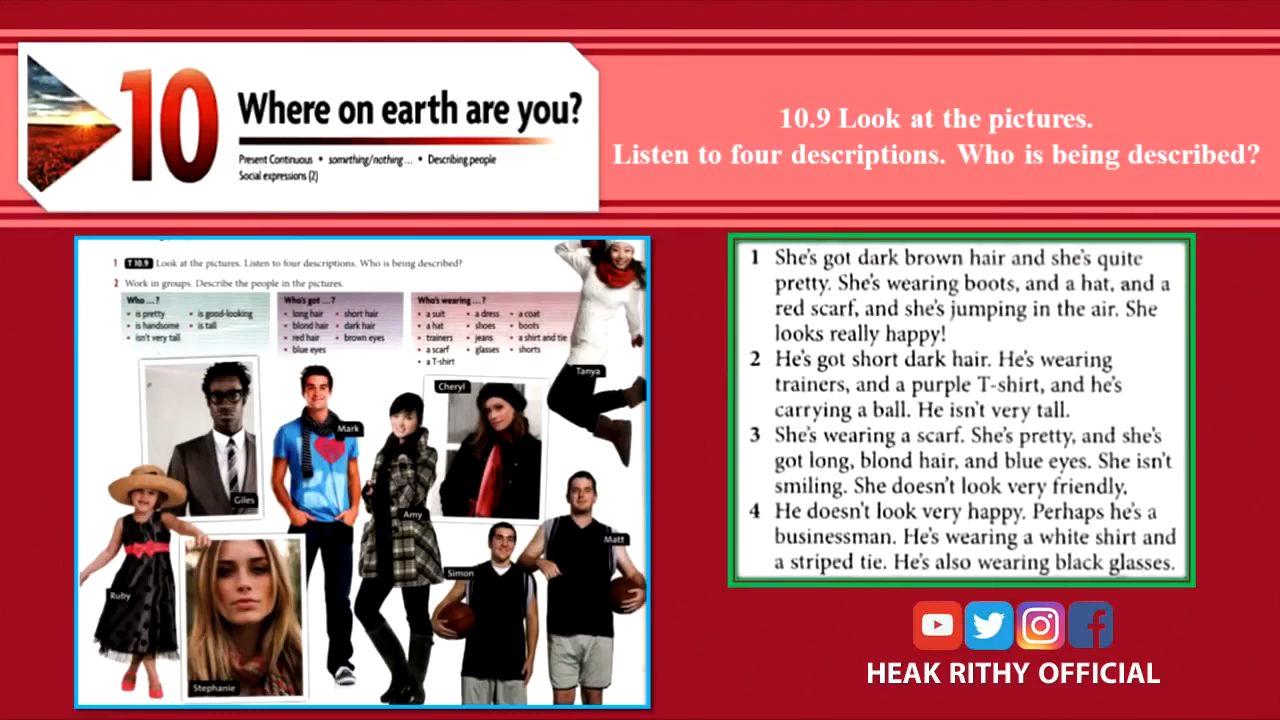 10
Where on earth are you?
Present Continuous • something/nothing ... • Describing people
Social expressions (2)
10.9 Look at the pictures.
Listen to four descriptions. Who is being described?
1 T 10.9 Look at the pictures. Listen to four descriptions. Who is being described?
2 Work in groups. Describe the people in the pictures.
Who ...?
• is pretty • is good-looking
• is handsome • is tall
• isn't very tall
Who's got ...?
• long hair • short hair
• blond hair • dark hair
• red hair • brown eyes
• blue eyes
Who's wearing ...?
• a suit • a dress • a coat
• a hat • shoes • boots
• trainers • jeans • a shirt and tie
• a scarf • glasses • shorts
• a T-shirt
Tanya
Cheryl
Mark
Giles
Amy
Matt
Simon
Ruby
Stephanie
1 She's got dark brown hair and she's quite
pretty. She's wearing boots, and a hat, and a
red scarf, and she's jumping in the air. She
looks really happy!
2 He's got short dark hair. He's wearing
trainers, and a purple T-shirt, and he's
carrying a ball. He isn't very tall.
3 She's wearing a scarf. She's pretty, and she's
got long, blond hair, and blue eyes. She isn't
smiling. She doesn't look very friendly.
4 He doesn't look very happy. Perhaps he's a
businessman. He's wearing a white shirt and
a striped tie. He's also wearing black glasses.
HEAK RITHY OFFICIAL